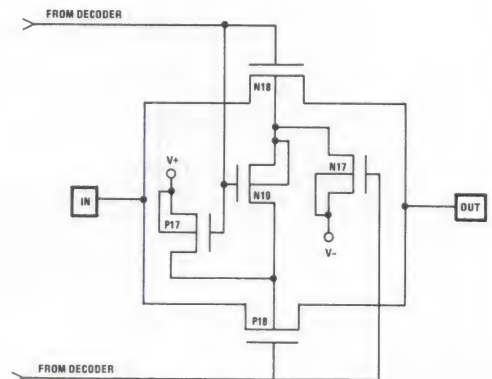 FROM DECODER
N18
V+
N17
IN
N19
OUT
P17
V-
P18
FROM DECODER